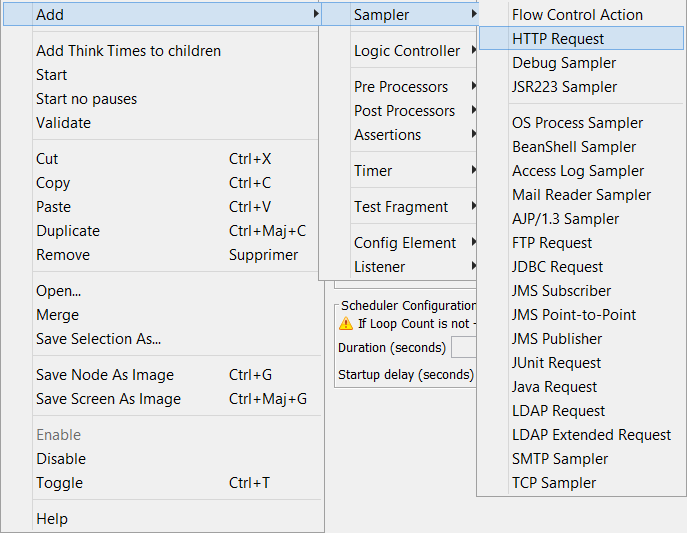 Add
Add Think Times to children
Start
Start no pauses
Validate
Cut Ctrl+X
Copy Ctrl+C
Paste Ctrl+V
Duplicate Ctrl+Maj+C
Remove Supprimer
Open...
Merge
Save Selection As...
Save Node As Image Ctrl+G
Save Screen As Image Ctrl+Maj+G
Enable
Disable
Toggle Ctrl+T
Help
Sampler
Logic Controller
Pre Processors
Post Processors
Assertions
Timer
Test Fragment
Config Element
Listener
Scheduler Configuration
If Loop Count is not -
Duration (seconds)
Startup delay (seconds)
Flow Control Action
HTTP Request
Debug Sampler
JSR223 Sampler
OS Process Sampler
BeanShell Sampler
Access Log Sampler
Mail Reader Sampler
AJP/1.3 Sampler
FTP Request
JDBC Request
JMS Subscriber
JMS Point-to-Point
JMS Publisher
JUnit Request
Java Request
LDAP Request
LDAP Extended Request
SMTP Sampler
TCP Sampler